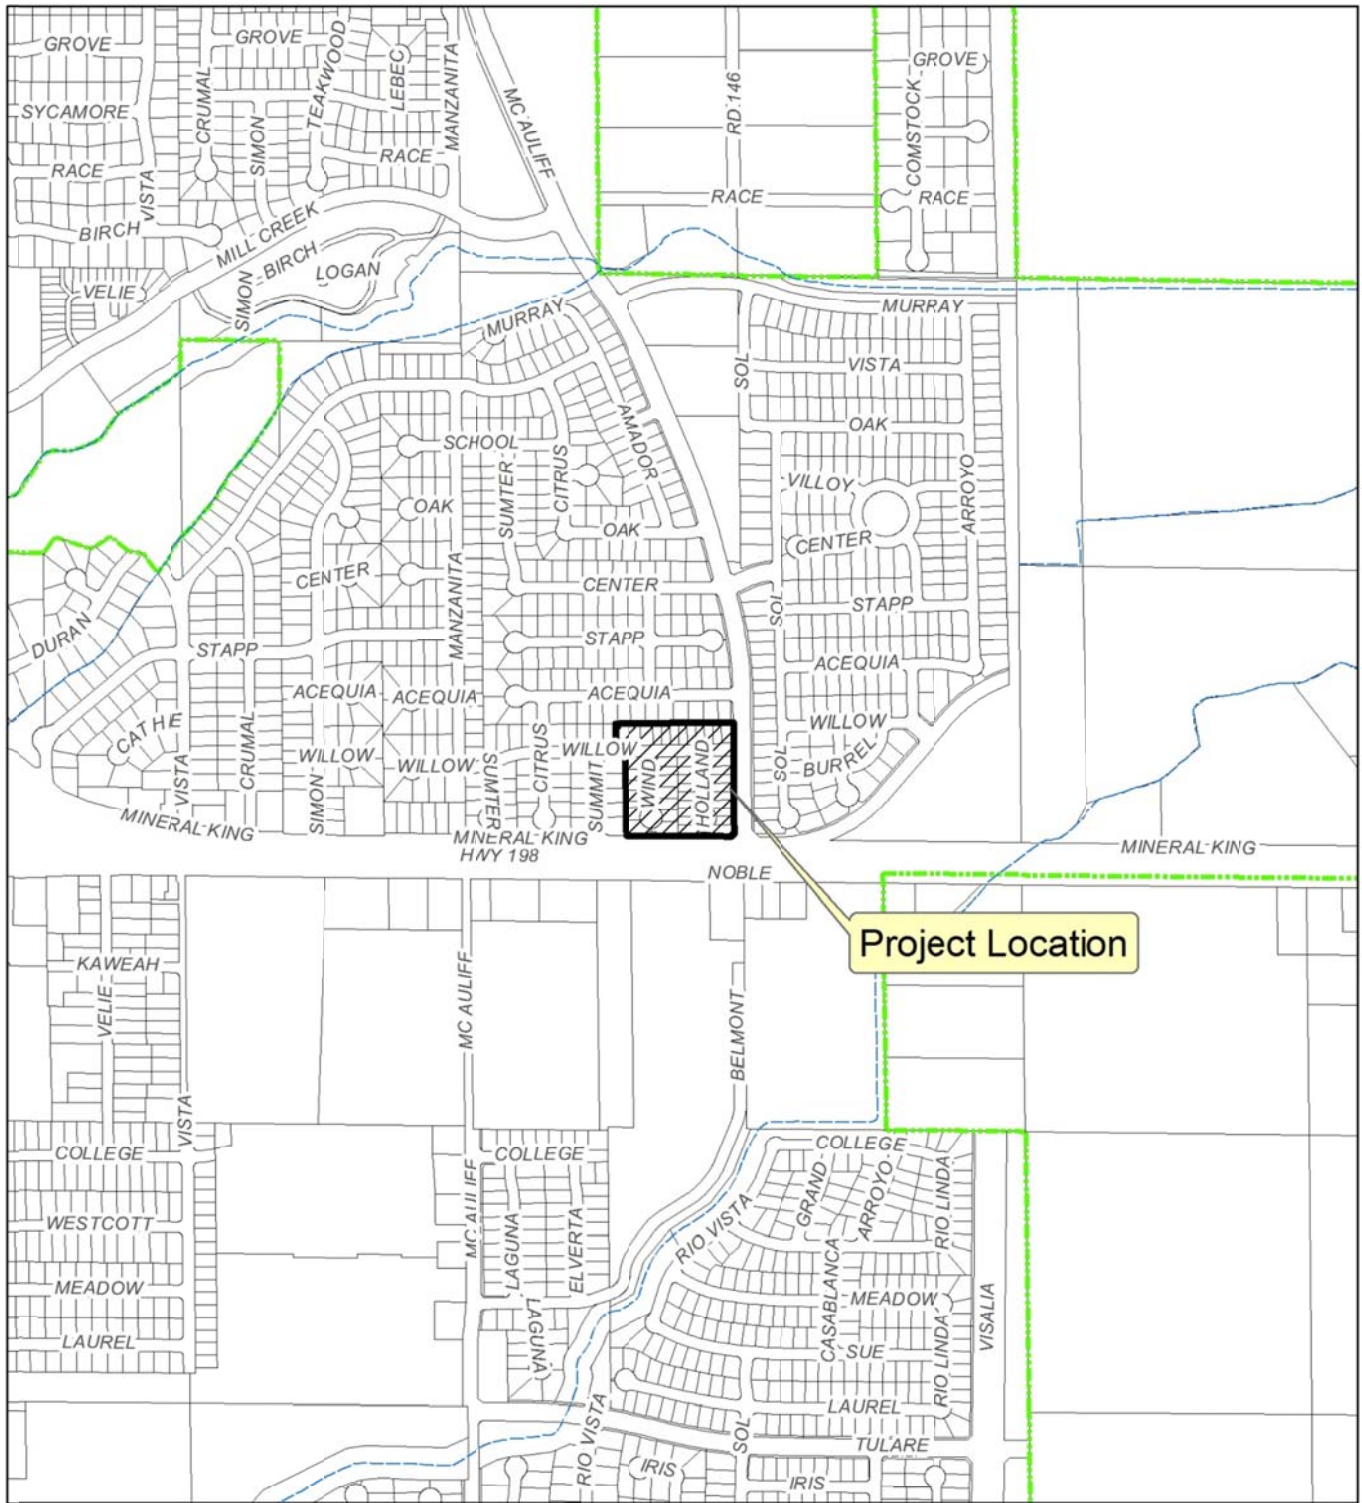 GROVE
GROVE
TEAKWOOD
LEBEC
MANZANITA
CRUMAL
SYCAMORE
SIMON
RACE
RACE
VISTA
BIRCH
MILL CREEK
BIRCH
LOGAN
VELIE
SIMON
MC AULIFF
RD 146
GROVE
COMSTOCK
RACE
RACE
MURRAY
MURRAY
SOL
VISTA
OAK
AMADOR
SCHOOL
CITRUS
SUMTER
OAK
OAK
VILLOY
ARROYO
CENTER
CENTER
CENTER
MANZANITA
SOL
STAPP
DURAN
STAPP
STAPP
ACEQUIA
ACEQUIA
ACEQUIA
ACEQUIA
CATHE
CRUMAL
VISTA
WILLOW
WILLOW
SIMON
SUMTER
CITRUS
WILLOW
SUMMIT
WIND
HOLLAND
WILLOW
SOL
BURREL
MINERAL KING
MINERAL KING
HWY 198
MINERAL KING
NOBLE
Project Location
KAWEAH
VELIE
MC AULIFF
BELMONT
VISTA
COLLEGE
COLLEGE
COLLEGE
MC AULIFF
LAGUNA
ELVERTA
RIO VISTA
GRAND
ARROYO
RIO LINDA
WESTCOTT
MEADOW
LAUREL
LAGUNA
CASABLANCA
MEADOW
SUE
RIO LINDA
VISALIA
LAUREL
RIO VISTA
SOL
TULARE
IRIS
IRIS